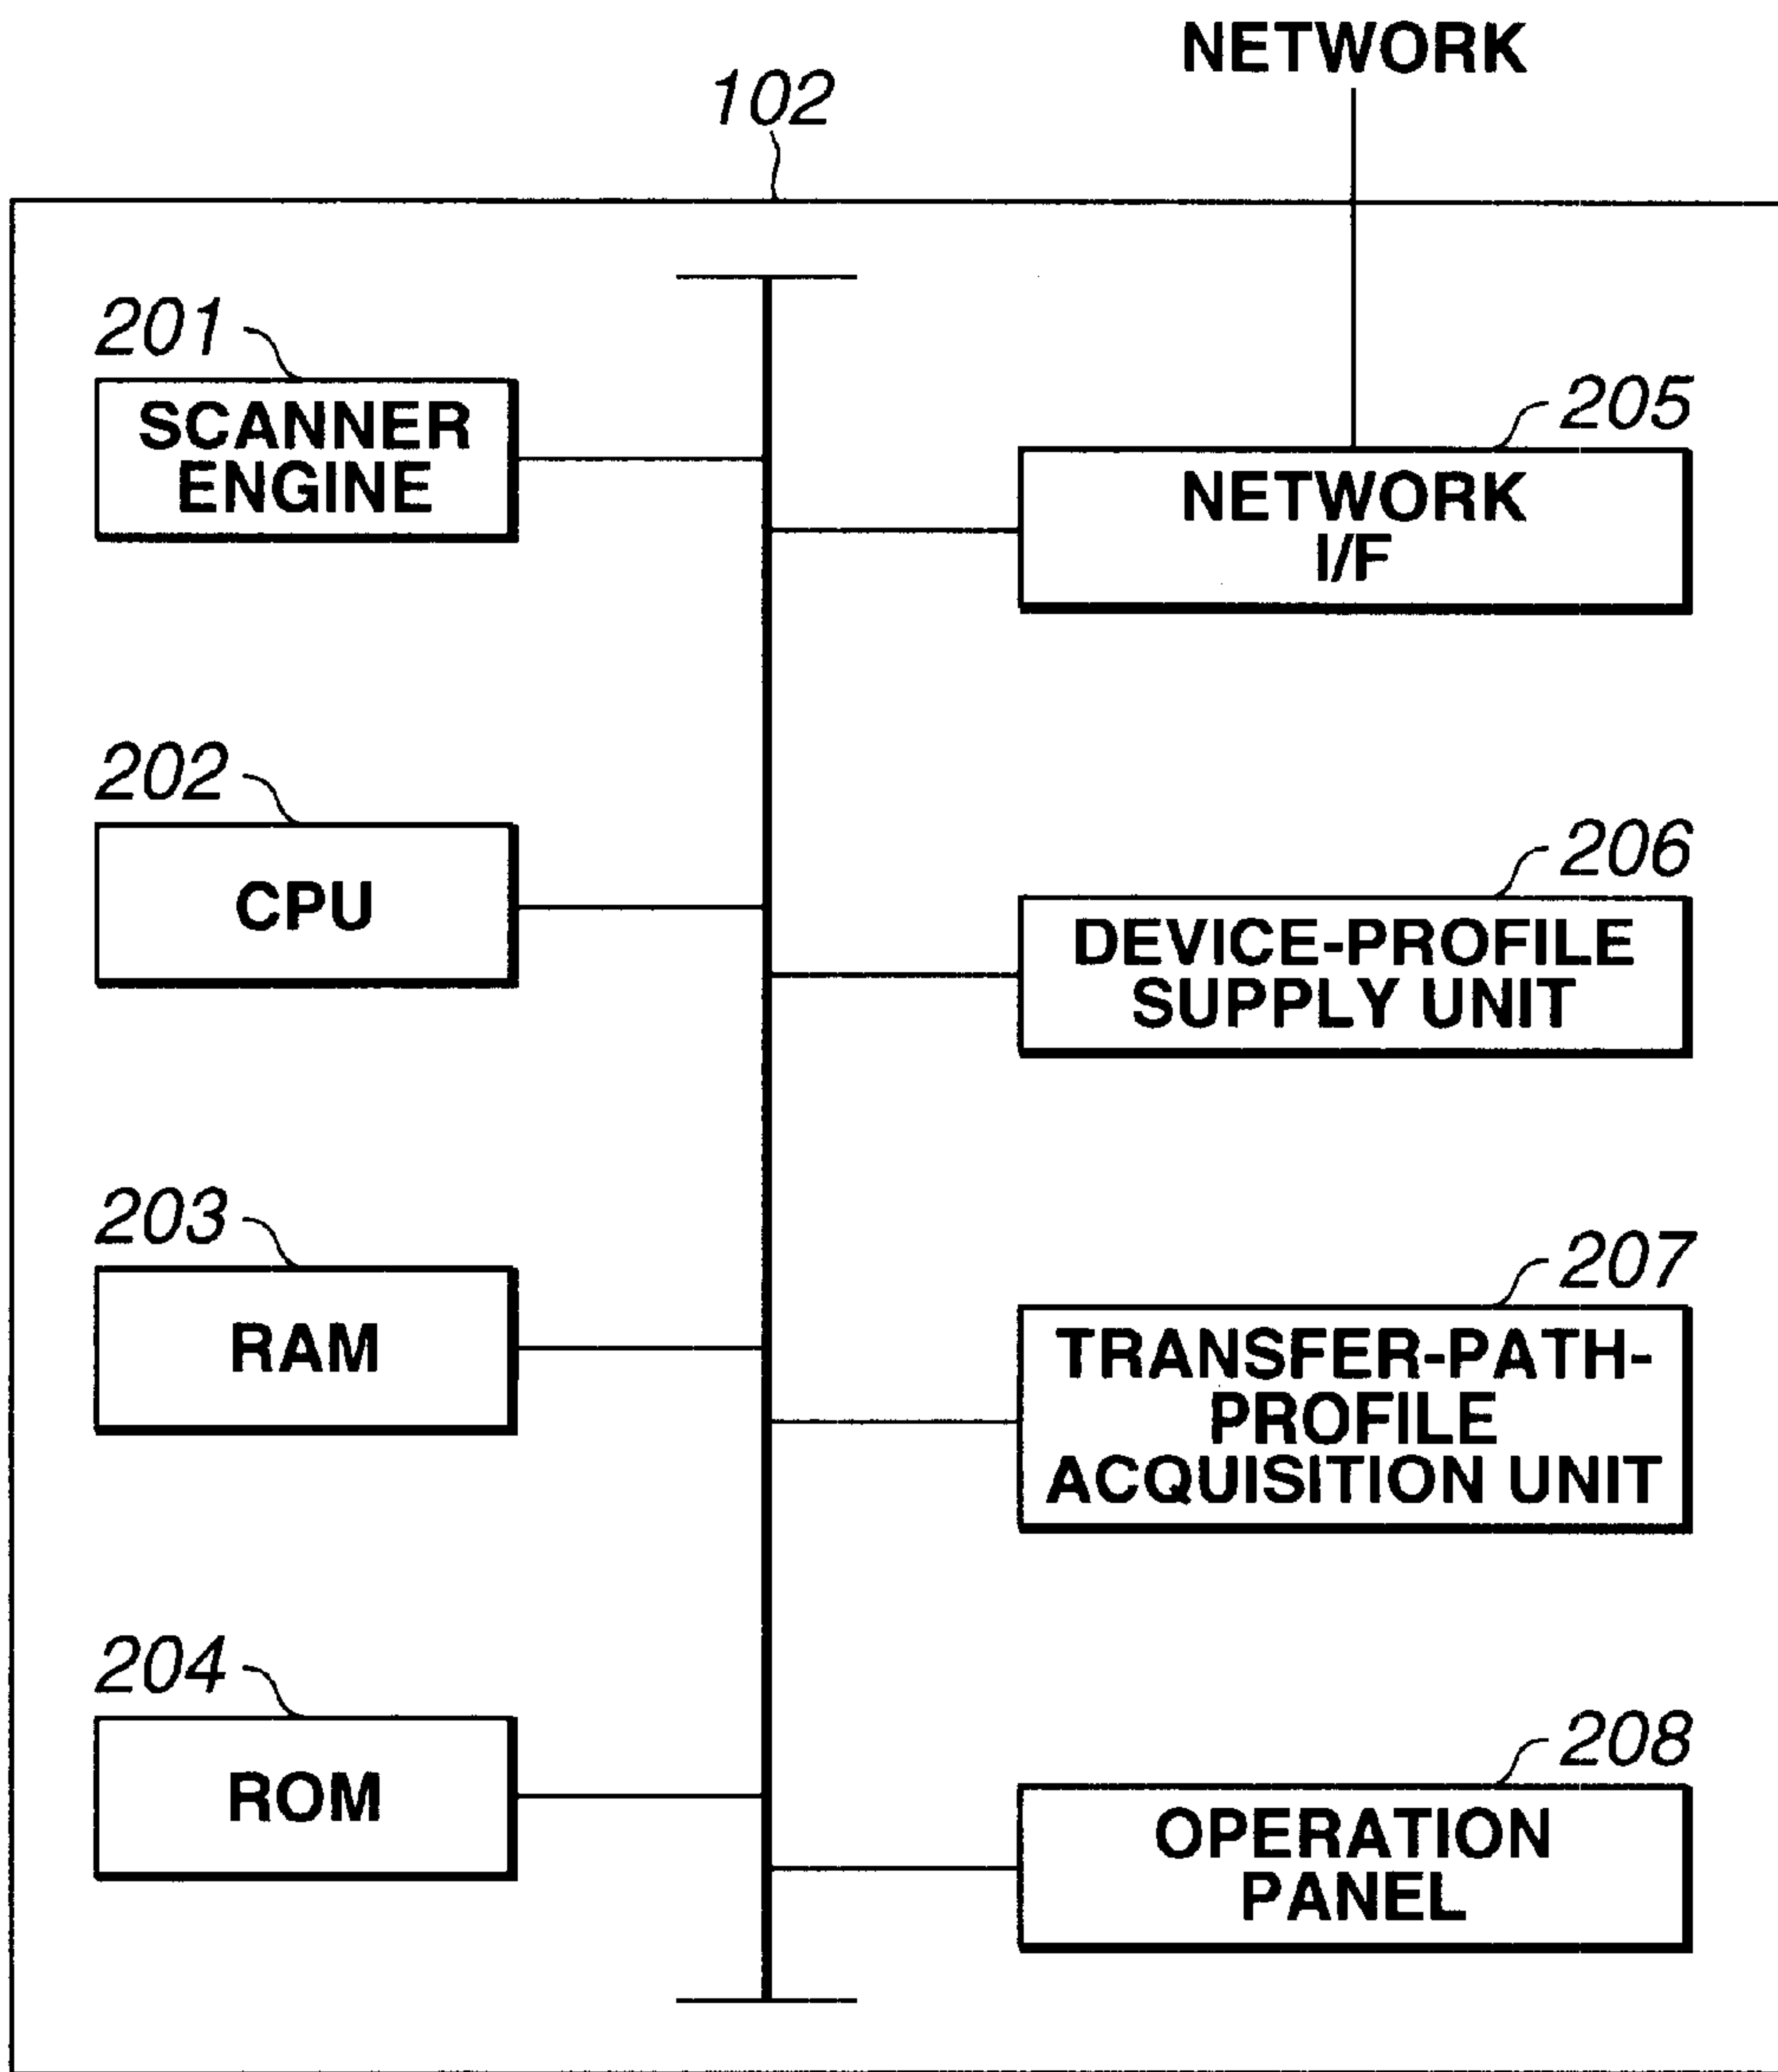 NETWORK
102
201
SCANNER
ENGINE
205
NETWORK
I/F
202
CPU
206
DEVICE-PROFILE
SUPPLY UNIT
203
RAM
207
TRANSFER-PATH-
PROFILE
ACQUISITION UNIT
204
ROM
208
OPERATION
PANEL